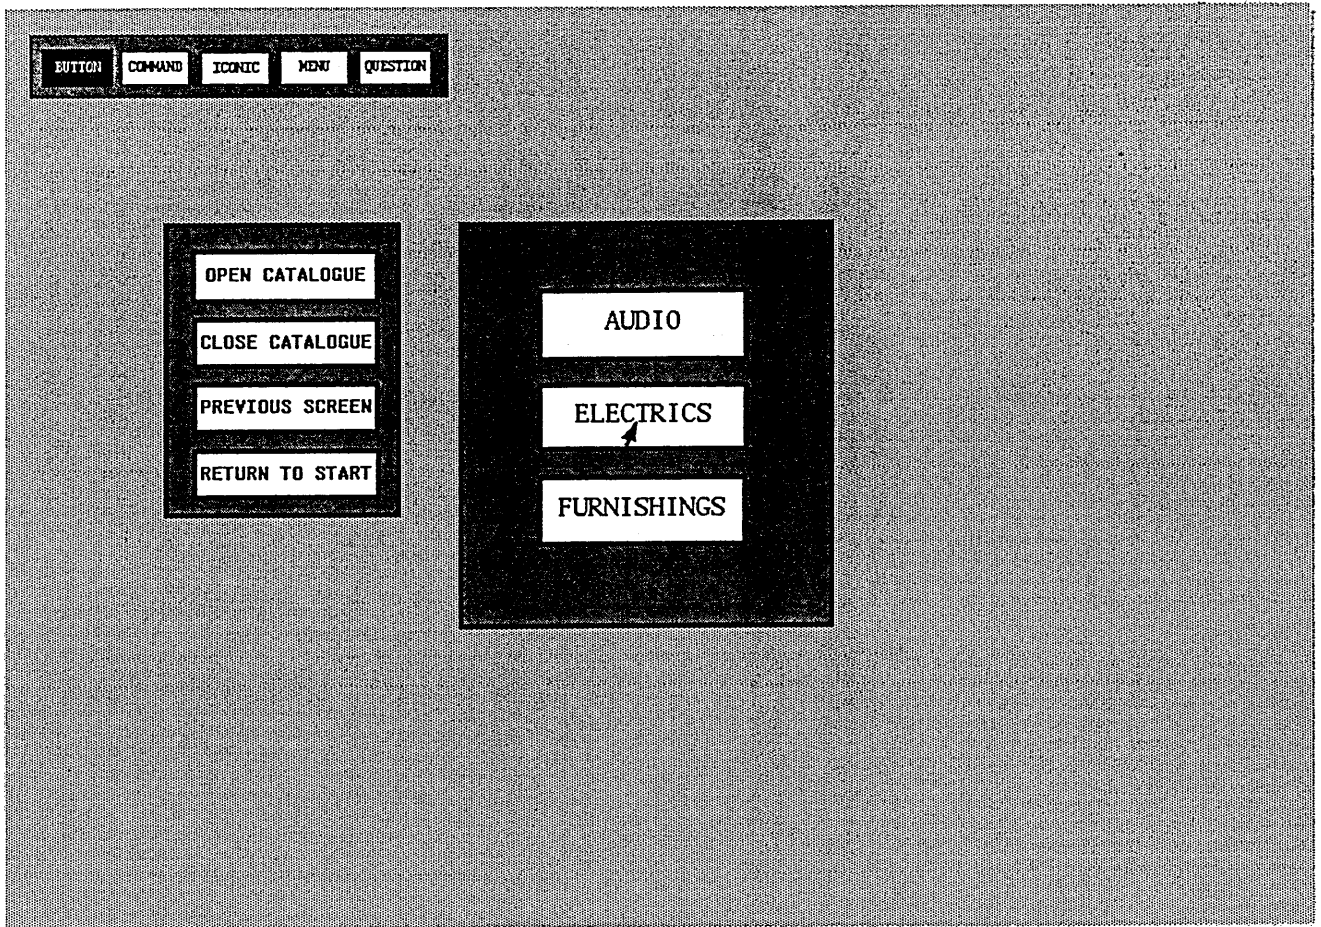 BUTTON COMMAND ICONIC MENU QUESTION
OPEN CATALOGUE
CLOSE CATALOGUE
PREVIOUS SCREEN
RETURN TO START
AUDIO
ELECTRICS
FURNISHINGS